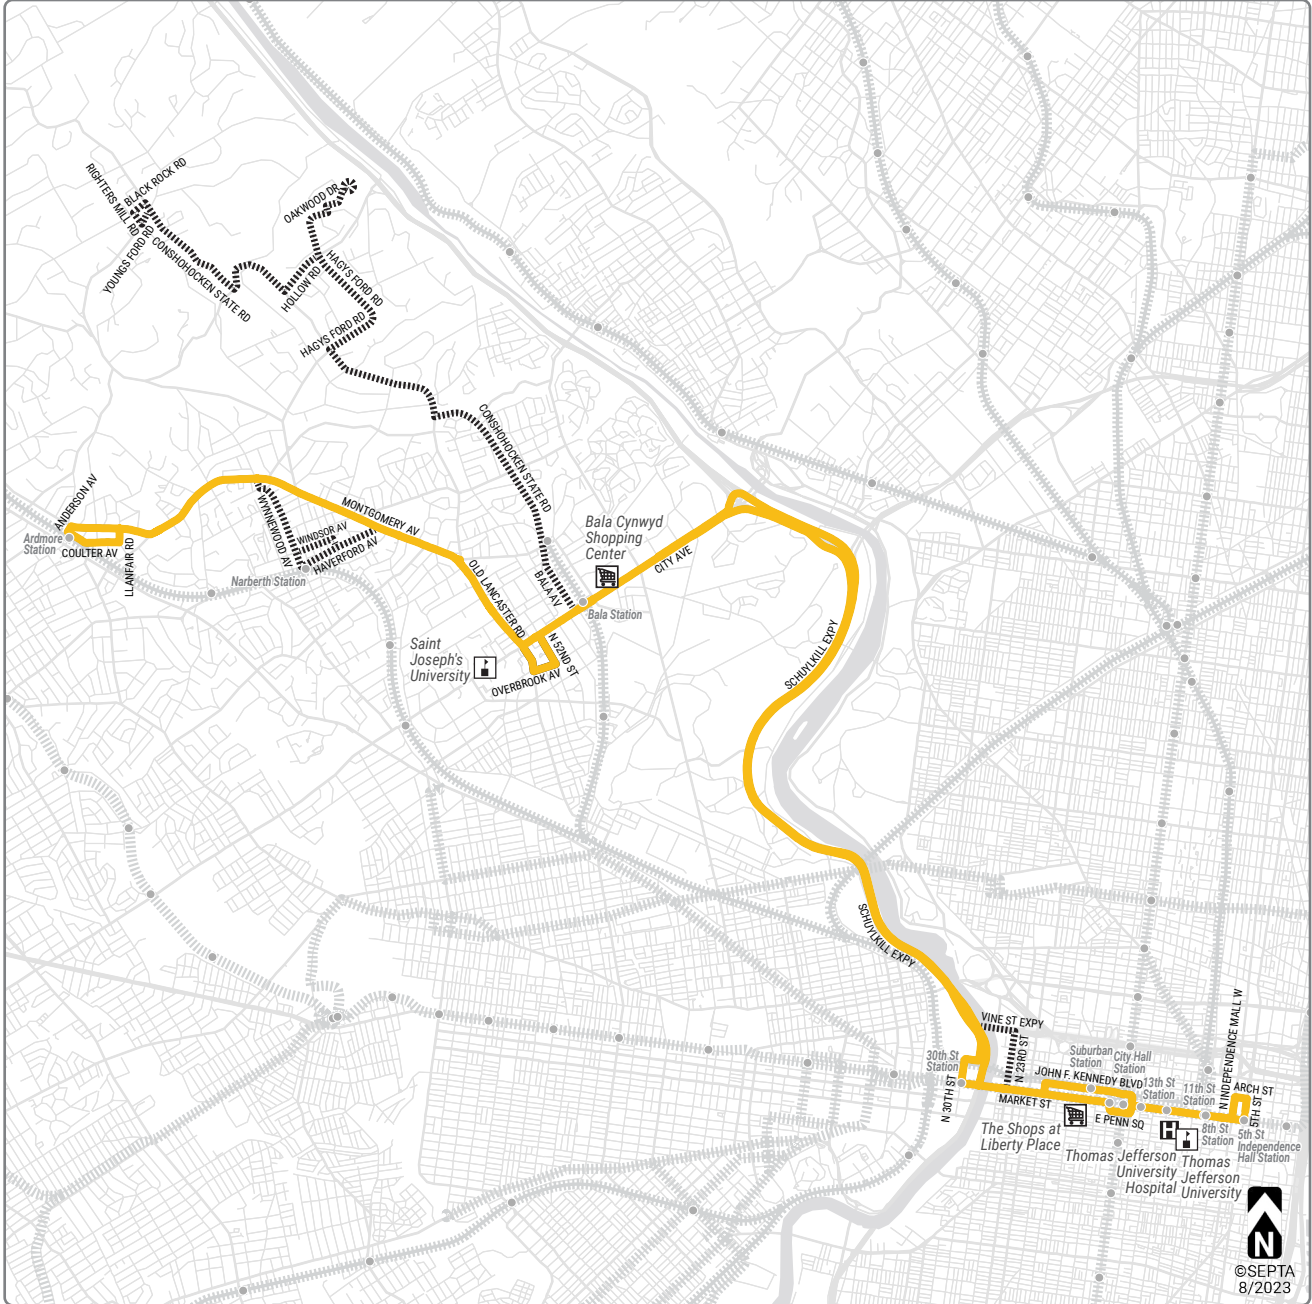 BLACK ROCK RD
RIGHTERS MILL RD
YOUNGS FORD RD
CONSHOHOCKEN STATE RD
OAKWOOD DR
HAGYS FORD RD
HOLLOW RD
HAGYS FORD RD
CONSHOHOCKEN STATE RD
ANDERSON AV
Ardmore
Station
COULTER AV
LLANFAIR RD
WYNNEWOOD AV
WINDSOR AV
HAVERFORD AV
MONTGOMERY AV
Narberth Station
OLD LANCASTER RD
BALA AV
Bala Cynwyd
Shopping
Center
CITY AVE
Bala Station
Saint
Joseph's
University
N 52ND ST
OVERBROOK AV
SCHUYLKILL EXPY
SCHUYLKILL EXPY
VINE ST EXPY
N 23RD ST
30th St
Station
N 30TH ST
Suburban
Station
City Hall
Station
JOHN F. KENNEDY BLVD
13th St
Station
11th St
Station
N INDEPENDENCE MALL W
ARCH ST
5TH ST
MARKET ST
E PENN SQ
8th St
Station
5th St
Independence
Hall Station
The Shops at
Liberty Place
H
Thomas Jefferson
University
Hospital
Thomas
Jefferson
University
N
©SEPTA
8/2023